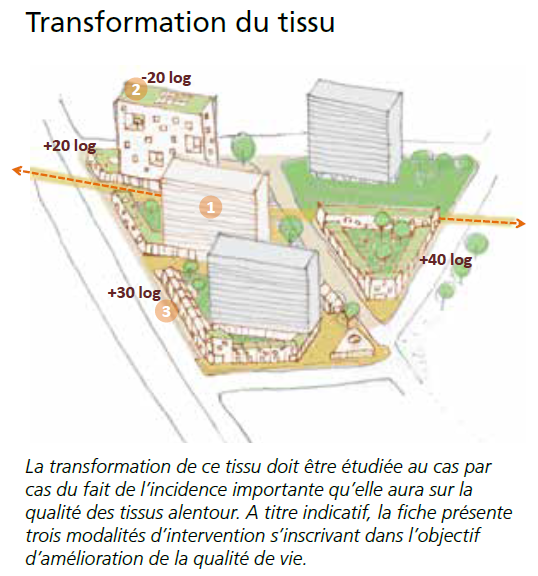 Transformation du tissu
-20 log
2
+20 log
1
+40 log
+30 log
3
La transformation de ce tissu doit être étudiée au cas par
cas du fait de l’incidence importante qu’elle aura sur la
qualité des tissus alentour. A titre indicatif, la fiche présente
trois modalités d’intervention s’inscrivant dans l’objectif
d’amélioration de la qualité de vie.